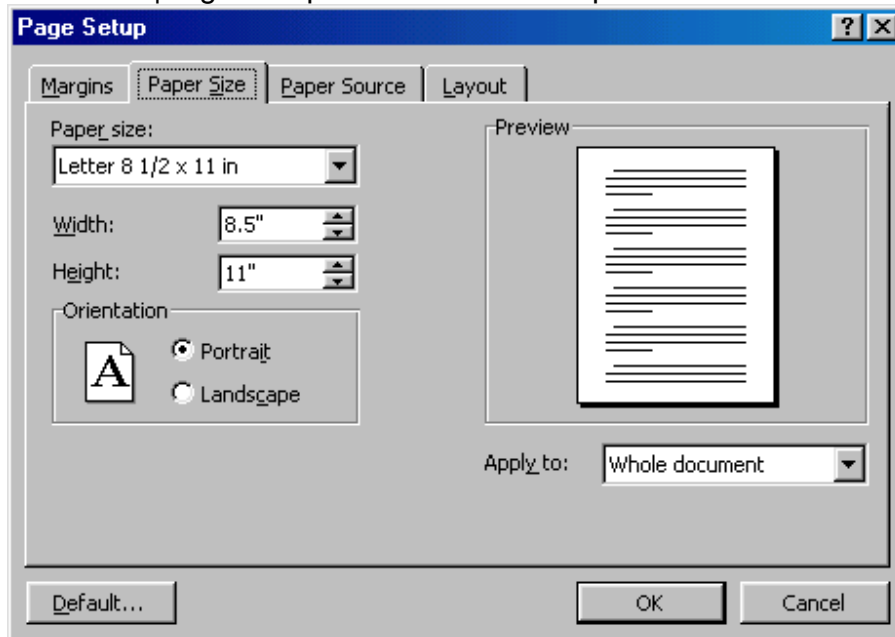 Page Setup
Margins
Paper Size
Paper Source
Layout
Paper size:
Letter 8 1/2 x 11 in
Width:
8.5"
Height:
11"
Orientation
A
Portrait
Landscape
Preview
Apply to:
Whole document
Default...
OK
Cancel